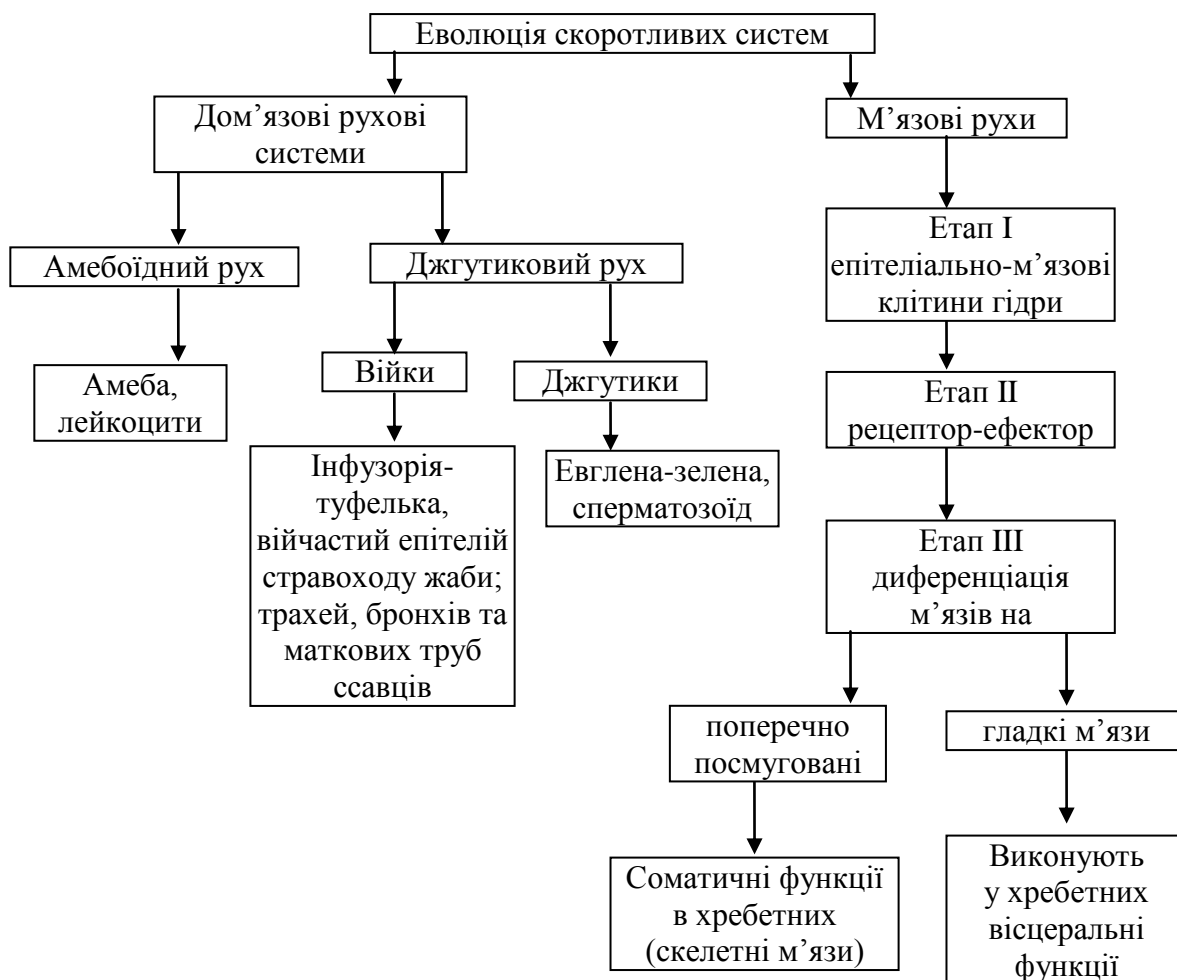 Еволюція скоротливих систем
Дом’язові рухові
системи
М’язові рухи
Амебоїдний рух
Джгутиковий рух
Етап I
епітеліально-м’язові
клітини гідри
Амеба,
лейкоцити
Війки
Джгутики
Етап II
рецептор-ефектор
Інфузорія-
туфелька,
війчастий епітелій
стравоходу жаби;
трахей, бронхів та
маткових труб
ссавців
Евглена-зелена,
сперматозоїд
Етап III
диференціація
м’язів на
поперечно
посмуговані
гладкі м’язи
Соматичні функції
в хребетних
(скелетні м’язи)
Виконують
у хребетних
вісцеральні
функції